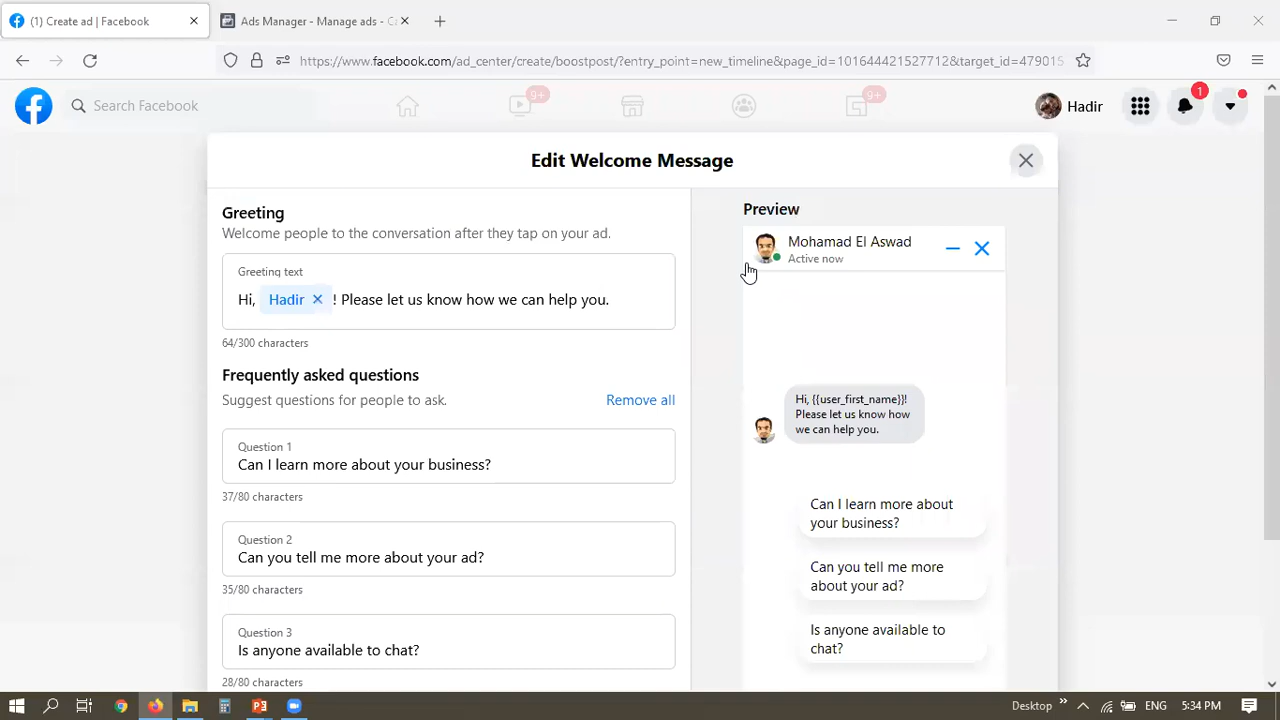 (1) Create ad | Facebook
Ads Manager - Manage ads - Ca
https://www.facebook.com/ad_center/create/boostpost/?entry_point=new_timeline&page_id=101644421527712&target_id=479015
Search Facebook
9+
9+
Hadir
1
Edit Welcome Message
Greeting
Welcome people to the conversation after they tap on your ad.
Greeting text
Hi, Hadir ! Please let us know how we can help you.
64/300 characters
Frequently asked questions
Suggest questions for people to ask.
Remove all
Question 1
Can I learn more about your business?
37/80 characters
Question 2
Can you tell me more about your ad?
35/80 characters
Question 3
Is anyone available to chat?
28/80 characters
Preview
Mohamad El Aswad
Active now
Hi, {{user_first_name}}!
Please let us know how
we can help you.
Can I learn more about
your business?
Can you tell me more
about your ad?
Is anyone available to
chat?
Desktop
ENG
5:34 PM